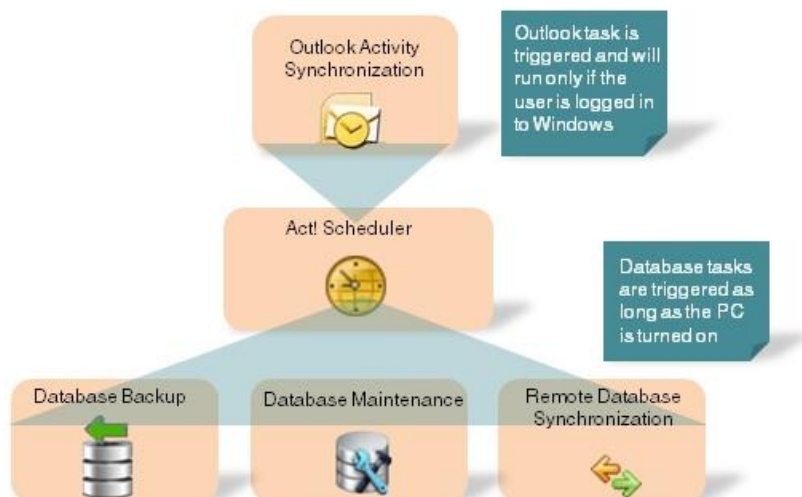 Outlook Activity
Synchronization
Outlook task is
triggered and will
run only if the
user is logged in
to Windows
Act! Scheduler
Database tasks
are triggered as
long as the PC
is turned on
Database Backup
Database Maintenance
Remote Database
Synchronization